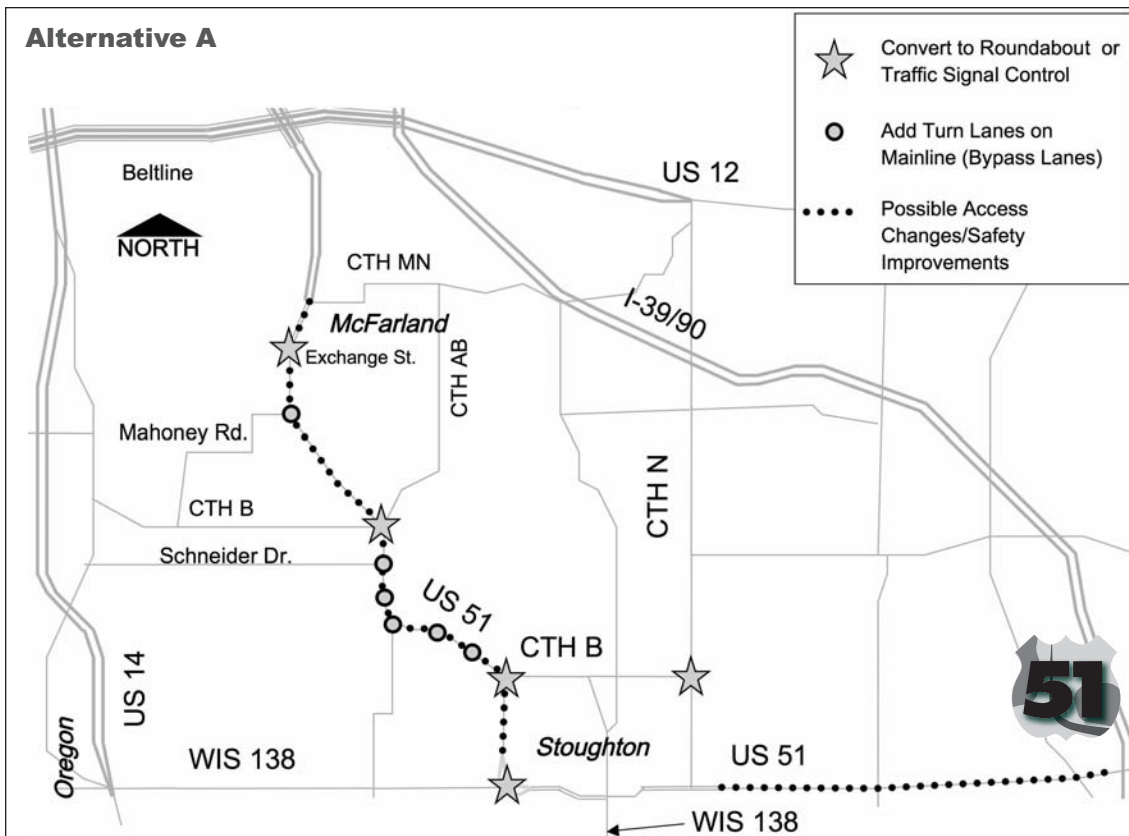 Alternative A
Convert to Roundabout or
Traffic Signal Control
Add Turn Lanes on
Mainline (Bypass Lanes)
Possible Access
Changes/Safety
Improvements
Beltline
NORTH
US 12
CTH MN
McFarland
I-39/90
Exchange St.
CTH AB
Mahoney Rd.
CTH N
CTH B
Schneider Dr.
US 51
CTH B
51
US 14
Oregon
WIS 138
Stoughton
US 51
WIS 138